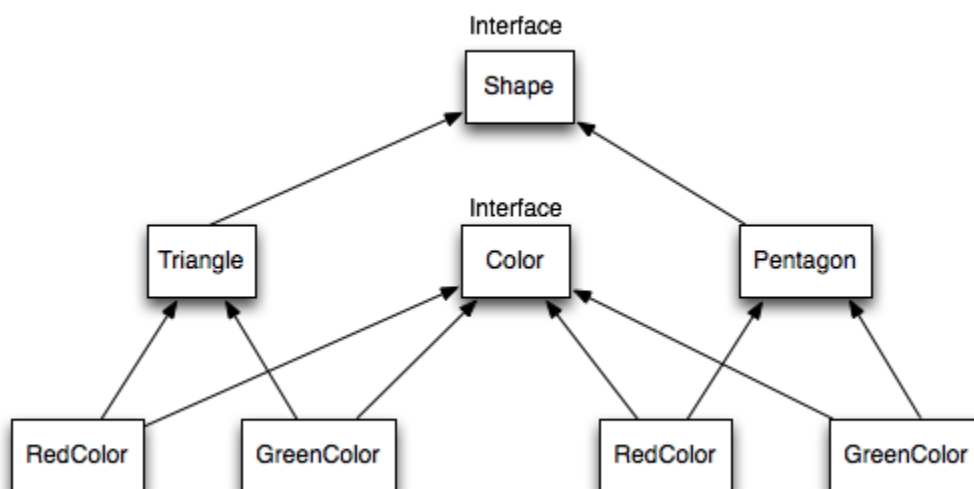 Interface
Shape
Interface
Triangle
Color
Pentagon
RedColor
GreenColor
RedColor
GreenColor